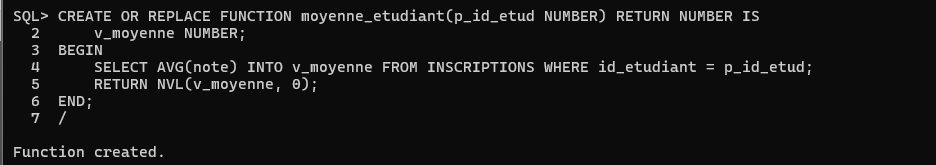 SQL> CREATE OR REPLACE FUNCTION moyenne_etudiant(p_id_etud NUMBER) RETURN NUMBER IS
  2      v_moyenne NUMBER;
  3  BEGIN
  4      SELECT AVG(note) INTO v_moyenne FROM INSCRIPTIONS WHERE id_etudiant = p_id_etud;
  5      RETURN NVL(v_moyenne, 0);
  6  END;
  7  /

Function created.